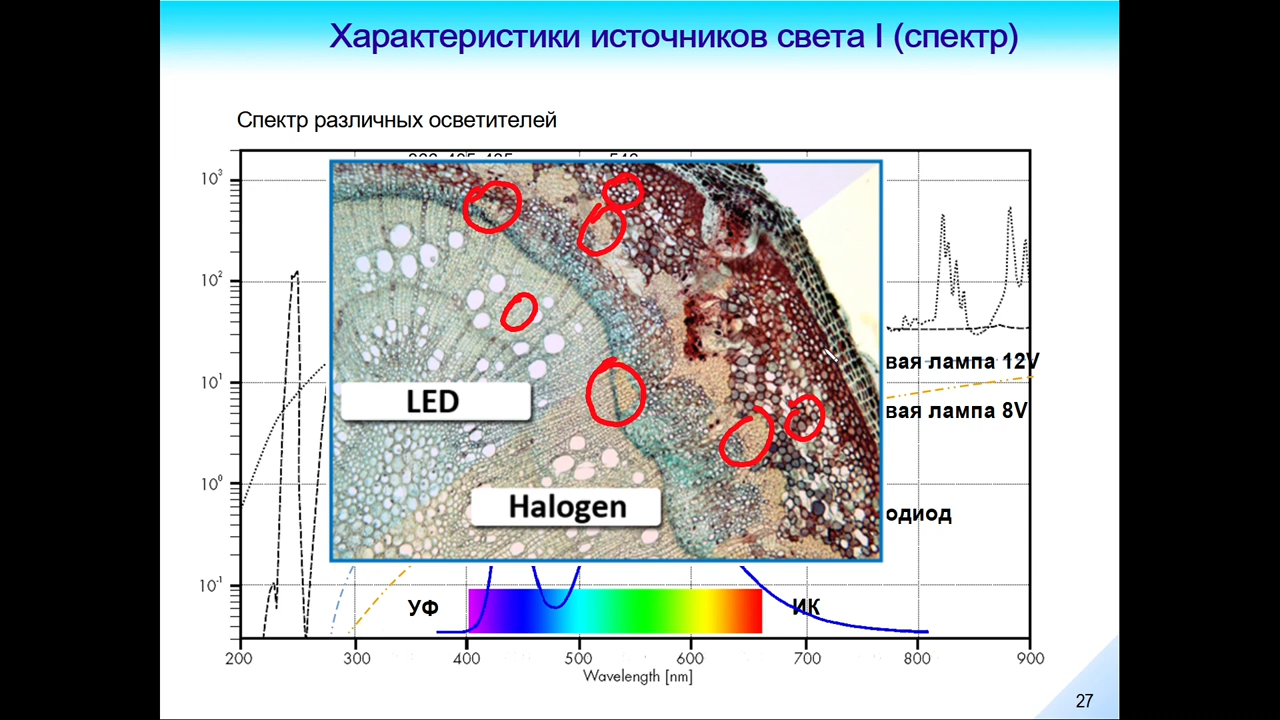 Характеристики источников света I (спектр)
Спектр различных осветителей
10³
10²
10¹
10⁰
10⁻¹
вая лампа 12V
вая лампа 8V
одиод
LED
Halogen
УФ
ИК
200 300 400 500 600 700 800 900
Wavelength [nm]
27